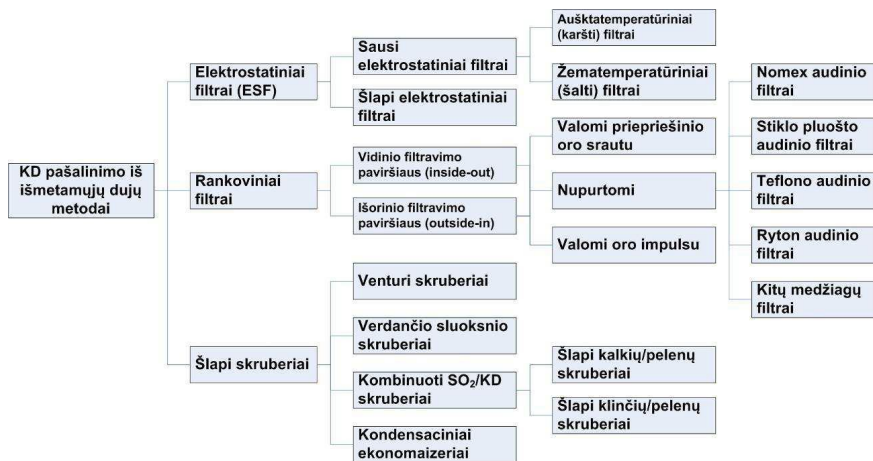 KD pašalinimo iš
išmetamųjų dujų
metodai
Elektrostatiniai
filtrai (ESF)
Sausi
elektrostatiniai filtrai
Aušktatemperatūriniai
(karšti) filtrai
Žematemperatūriniai
(šalti) filtrai
Šlapi elektrostatiniai
filtrai
Rankoviniai
filtrai
Vidinio filtravimo
paviršiaus (inside-out)
Išorinio filtravimo
paviršiaus (outside-in)
Valomi priepriešinio
oro srautu
Nupurtomi
Valomi oro impulsu
Nomex audinio
filtrai
Stiklo pluošto
audinio filtrai
Teflono audinio
filtrai
Ryton audinio
filtrai
Kitų medžiagų
filtrai
Šlapi skruberiai
Venturi skruberiai
Verdančio sluoksnio
skruberiai
Kombinuoti SO₂/KD
skruberiai
Šlapi kalkių/pelenų
skruberiai
Šlapi klinčių/pelenų
skruberiai
Kondensaciniai
ekonomaizeriai